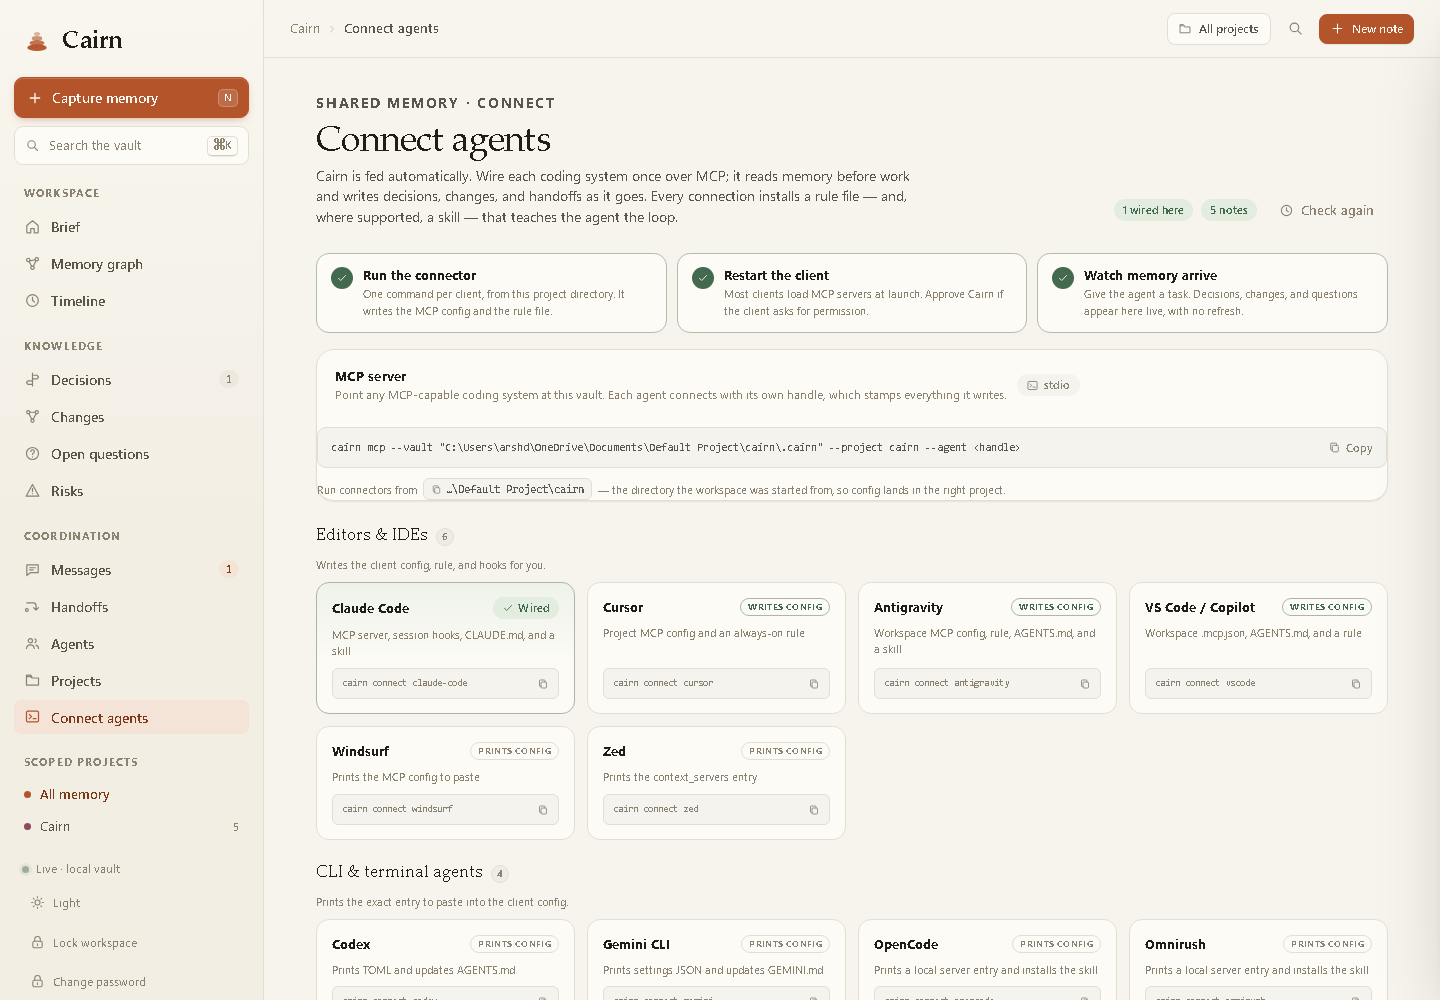 Cairn
Capture memory
N
Search the vault
⌘K
WORKSPACE
Brief
Memory graph
Timeline
KNOWLEDGE
Decisions
1
Changes
Open questions
Risks
COORDINATION
Messages
1
Handoffs
Agents
Projects
Connect agents
SCOPED PROJECTS
All memory
Cairn
5
Live · local vault
Light
Lock workspace
Change password
Cairn
Connect agents
All projects
New note
SHARED MEMORY · CONNECT
Connect agents
Cairn is fed automatically. Wire each coding system once over MCP; it reads memory before work
and writes decisions, changes, and handoffs as it goes. Every connection installs a rule file — and,
where supported, a skill — that teaches the agent the loop.
1 wired here
5 notes
Check again
Run the connector
One command per client, from this project directory. It
writes the MCP config and the rule file.
Restart the client
Most clients load MCP servers at launch. Approve Cairn if
the client asks for permission.
Watch memory arrive
Give the agent a task. Decisions, changes, and questions
appear here live, with no refresh.
MCP server
Point any MCP-capable coding system at this vault. Each agent connects with its own handle, which stamps everything it writes.
stdio
cairn mcp --vault "C:\Users\arshd\OneDrive\Documents\Default Project\cairn\.cairn" --project cairn --agent <handle>
Copy
Run connectors from
…\Default Project\cairn
— the directory the workspace was started from, so config lands in the right project.
Editors & IDEs
6
Writes the client config, rule, and hooks for you.
Claude Code
Wired
MCP server, session hooks, CLAUDE.md, and a
skill
cairn connect claude-code
Cursor
WRITES CONFIG
Project MCP config and an always-on rule
cairn connect cursor
Antigravity
WRITES CONFIG
Workspace MCP config, rule, AGENTS.md, and
a skill
cairn connect antigravity
VS Code / Copilot
WRITES CONFIG
Workspace .mcp.json, AGENTS.md, and a rule
cairn connect vscode
Windsurf
PRINTS CONFIG
Prints the MCP config to paste
cairn connect windsurf
Zed
PRINTS CONFIG
Prints the context_servers entry
cairn connect zed
CLI & terminal agents
4
Prints the exact entry to paste into the client config.
Codex
PRINTS CONFIG
Prints TOML and updates AGENTS.md
Gemini CLI
PRINTS CONFIG
Prints settings JSON and updates GEMINI.md
OpenCode
PRINTS CONFIG
Prints a local server entry and installs the skill
Omnirush
PRINTS CONFIG
Prints a local server entry and installs the skill